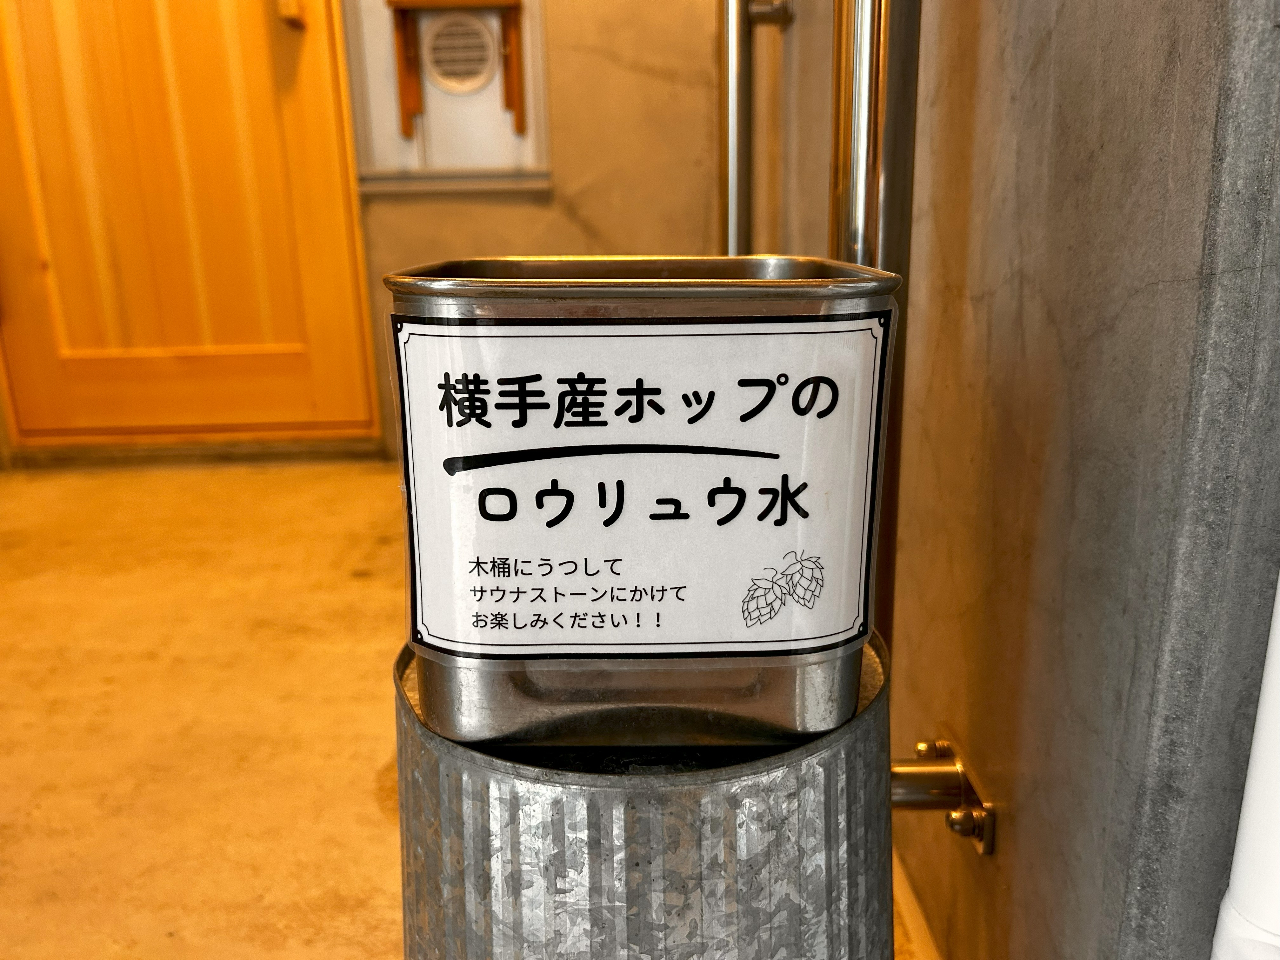 横手産ホップの
ロウリュウ水
木桶にうつして
サウナストーンにかけて
お楽しみください！！